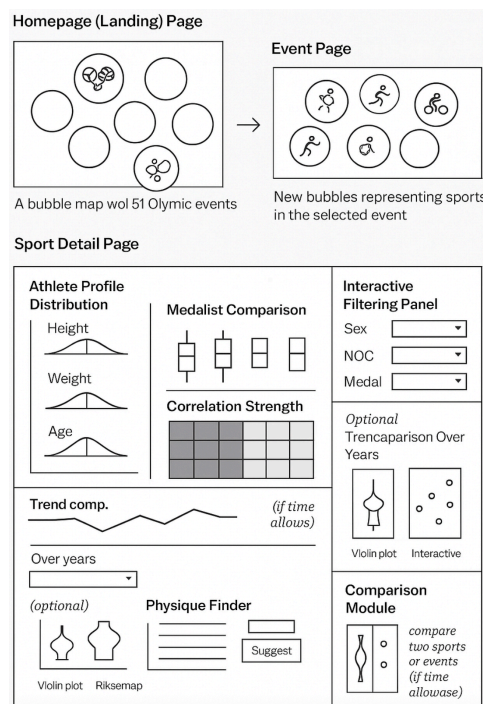 Homepage (Landing) Page
Event Page
A bubble map wol 51 Olymic events
New bubbles representing sports
in the selected event
Sport Detail Page
Athlete Profile
Distribution
Height
Weight
Age
Medalist Comparison
Correlation Strength
Interactive
Filtering Panel
Sex
NOC
Medal
Optional
Trencaparison Over
Years
Violin plot
Interactive
Trend comp.
(if time
allows)
Over years
(optional)
Violin plot
Riksemap
Physique Finder
Suggest
Comparison
Module
compare
two sports
or events
(if time
allowase)